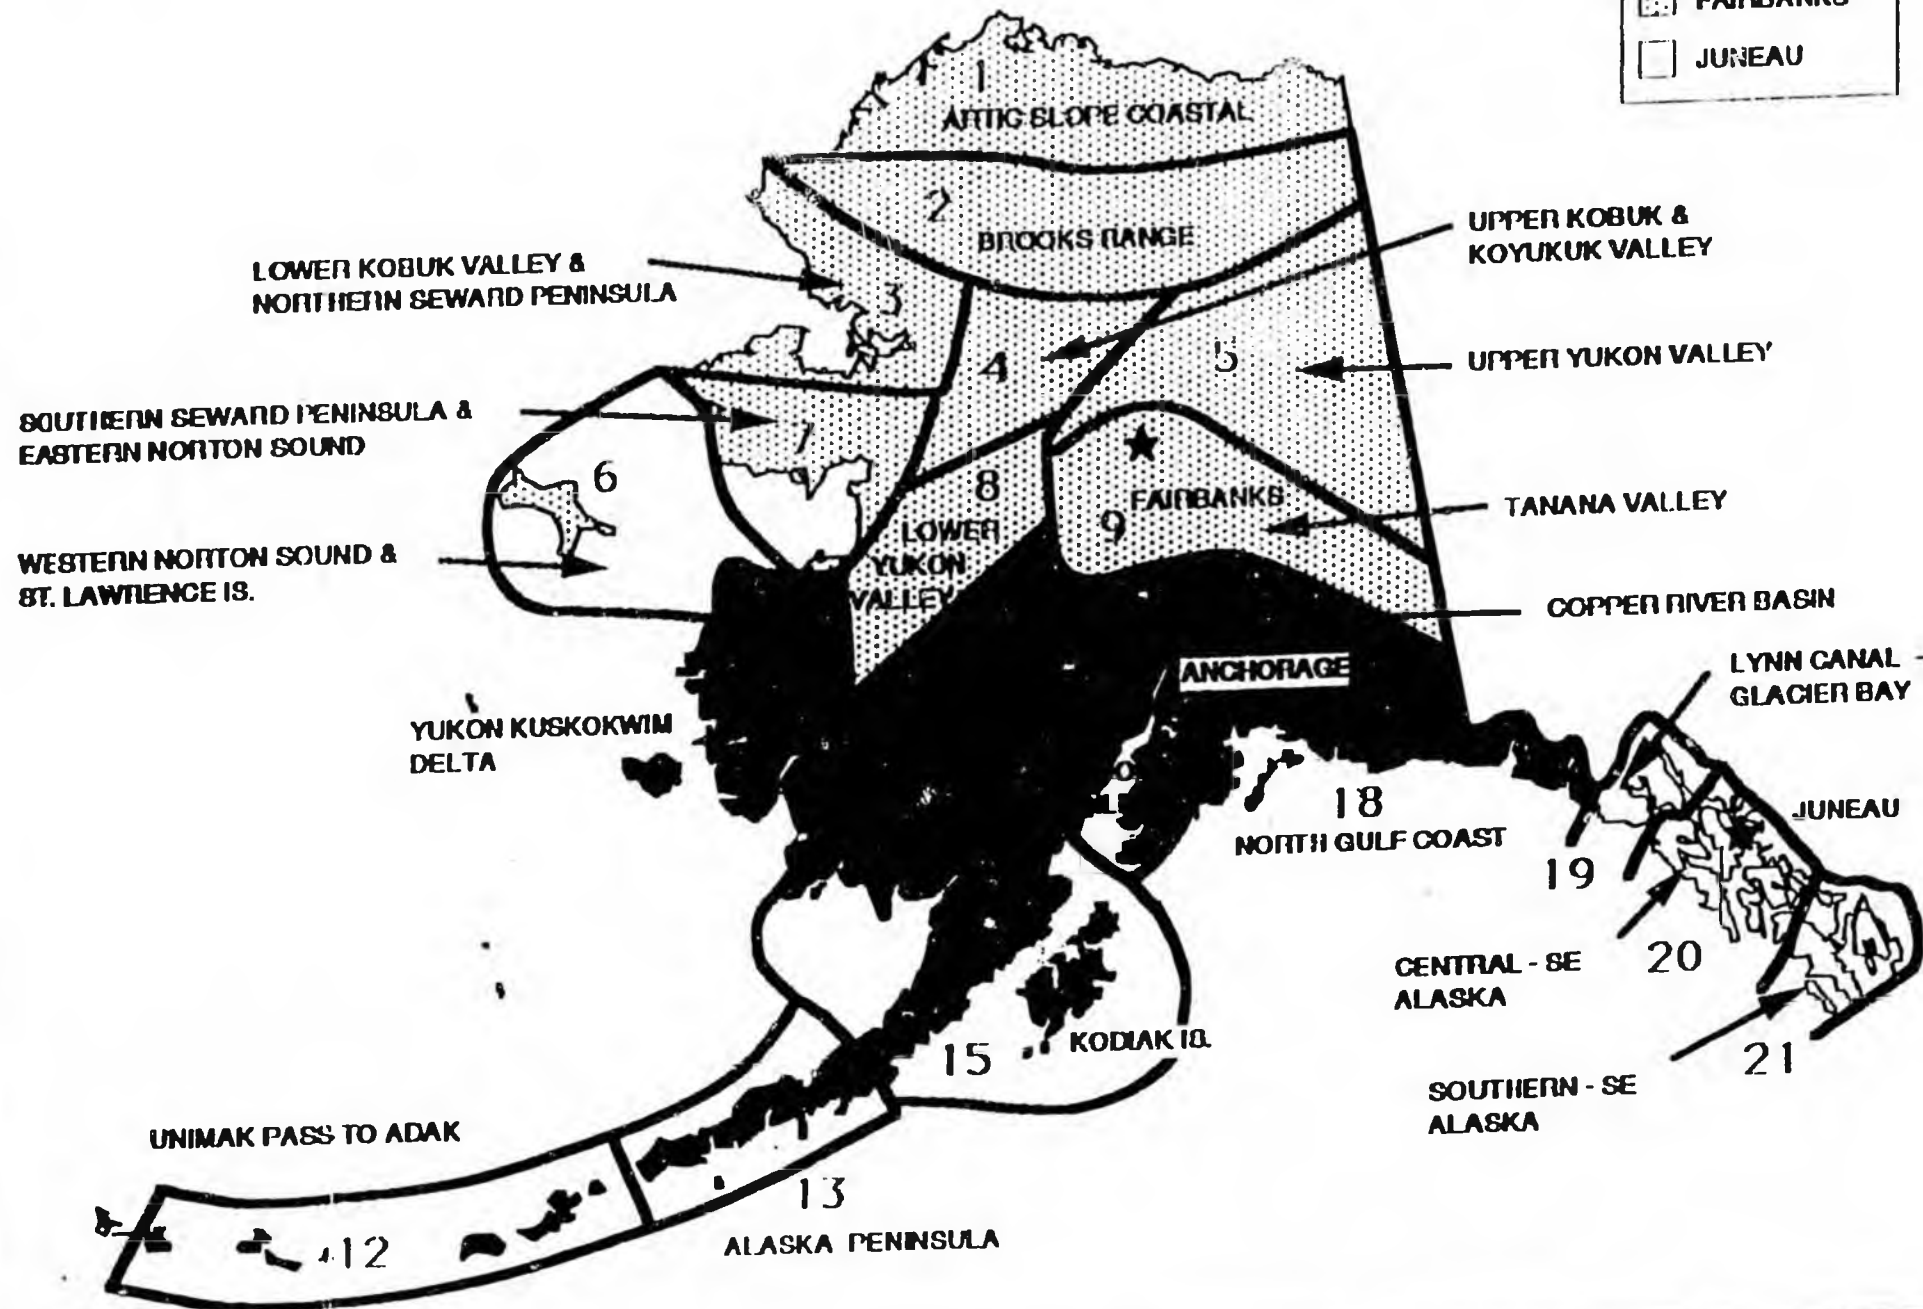 FAIRBANKS
JUNEAU
1
ARTIC SLOPE COASTAL
2
BROOKS RANGE
UPPER KOBUK &
KOYUKUK VALLEY
LOWER KOBUK VALLEY &
NORTHERN SEWARD PENINSULA
3
4
5
UPPER YUKON VALLEY
SOUTHERN SEWARD PENINSULA &
EASTERN NORTON SOUND
7
6
8
FAIRBANKS
9
TANANA VALLEY
LOWER
YUKON
VALLEY
WESTERN NORTON SOUND &
ST. LAWRENCE IS.
COPPER RIVER BASIN
ANCHORAGE
LYNN CANAL -
GLACIER BAY
YUKON KUSKOKWIM
DELTA
18
NORTH GULF COAST
JUNEAU
19
20
CENTRAL - SE
ALASKA
15
KODIAK IS.
21
SOUTHERN - SE
ALASKA
UNIMAK PASS TO ADAK
12
13
ALASKA PENINSULA